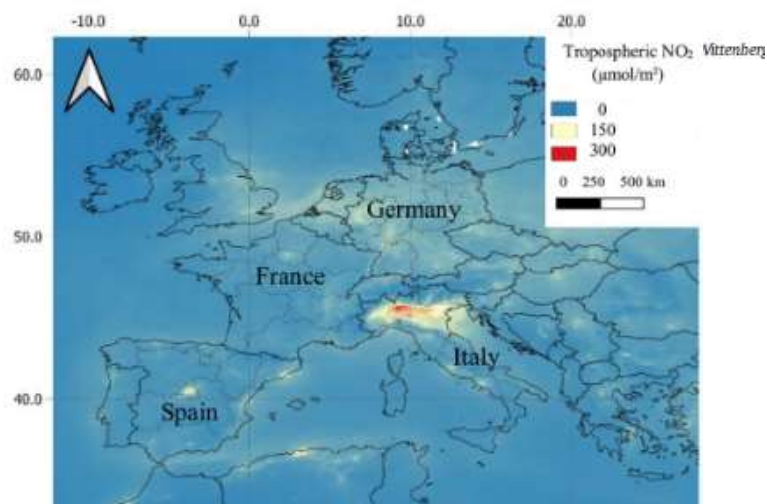 -10.0 0.0 10.0 20.0
Tropospheric NO₂ Vittenberg
(μmol/m²)
60.0
0
150
300
0 250 500 km
Germany
50.0
France
Italy
40.0
Spain